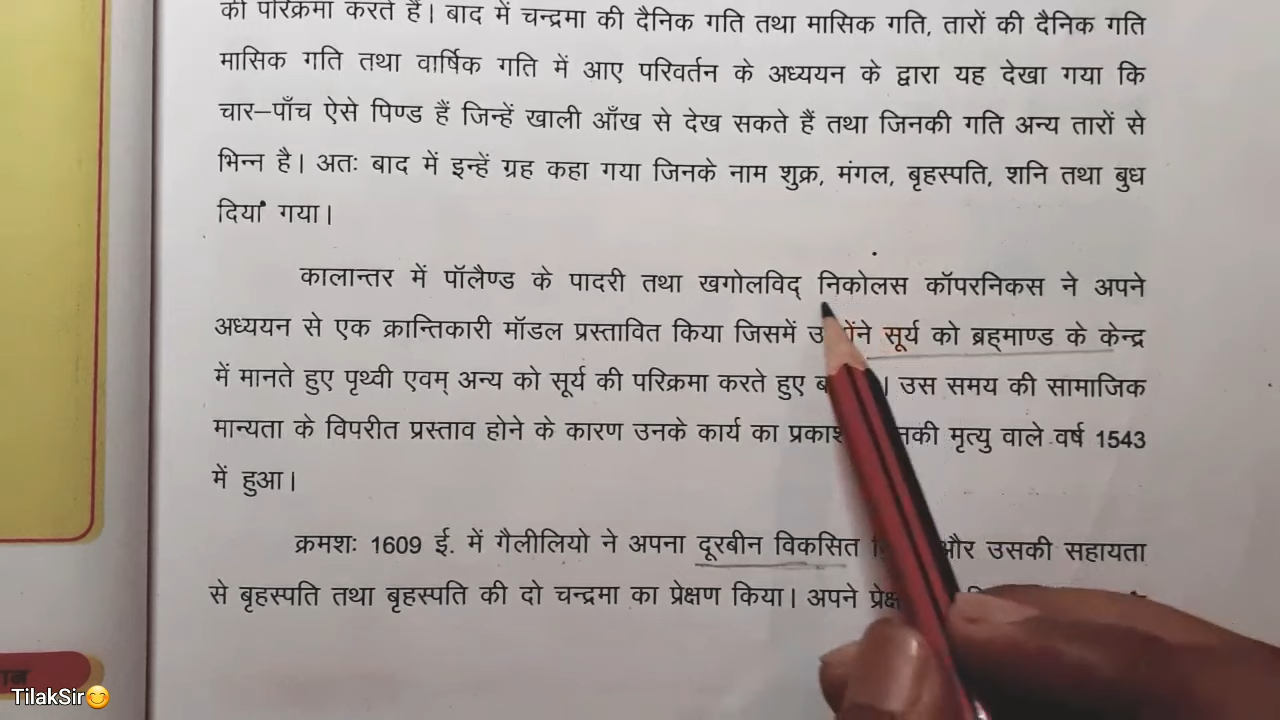 की परिक्रमा करते हैं। बाद में चन्द्रमा की दैनिक गति तथा मासिक गति, तारों की दैनिक गति
मासिक गति तथा वार्षिक गति में आए परिवर्तन के अध्ययन के द्वारा यह देखा गया कि
चार–पाँच ऐसे पिण्ड हैं जिन्हें खाली आँख से देख सकते हैं तथा जिनकी गति अन्य तारों से
भिन्न है। अतः बाद में इन्हें ग्रह कहा गया जिनके नाम शुक्र, मंगल, बृहस्पति, शनि तथा बुध
दिया गया।
कालान्तर में पॉलैण्ड के पादरी तथा खगोलविद् निकोलस कॉपरनिकस ने अपने
अध्ययन से एक क्रान्तिकारी मॉडल प्रस्तावित किया जिसमें सूर्य को ब्रह्माण्ड के केन्द्र
में मानते हुए पृथ्वी एवम् अन्य को सूर्य की परिक्रमा करते हुए । उस समय की सामाजिक
मान्यता के विपरीत प्रस्ताव होने के कारण उनके कार्य का मृत्यु वाले वर्ष 1543
में हुआ।
क्रमशः 1609 ई. में गैलीलियो ने अपना दूरबीन विकसित और उसकी सहायता
से बृहस्पति तथा बृहस्पति की दो चन्द्रमा का प्रेक्षण किया। अपने
TilakSir😊